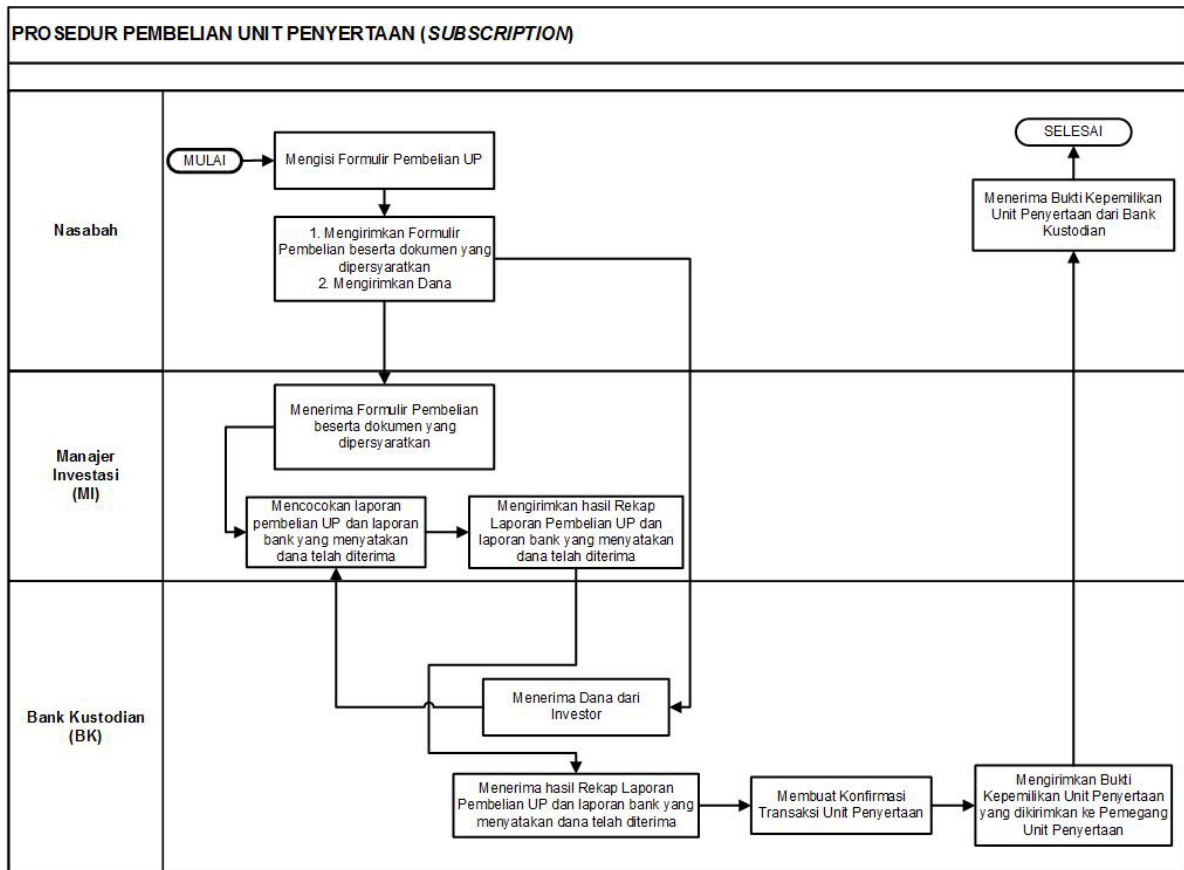 PROSEDUR PEMBELIAN UNIT PENYERTAAN (SUBSCRIPTION)
Nasabah
MULAI
Mengisi Formulir Pembelian UP
1. Mengirimkan Formulir
Pembelian beserta dokumen yang
dipersyaratkan
2. Mengirimkan Dana
SELESAI
Menerima Bukti Kepemilikan
Unit Penyertaan dari Bank
Kustodian
Manajer
Investasi
(MI)
Menerima Formulir Pembelian
beserta dokumen yang
dipersyaratkan
Mencocokan laporan
pembelian UP dan laporan
bank yang menyatakan dana
telah diterima
Mengirimkan hasil Rekap
Laporan Pembelian UP dan
laporan bank yang menyatakan
dana telah diterima
Bank Kustodian
(BK)
Menerima Dana dari
Investor
Menerima hasil Rekap Laporan
Pembelian UP dan laporan bank yang
menyatakan dana telah diterima
Membuat Konfirmasi
Transaksi Unit Penyertaan
Mengirimkan Bukti
Kepemilikan Unit Penyertaan
yang dikirimkan ke Pemegang
Unit Penyertaan